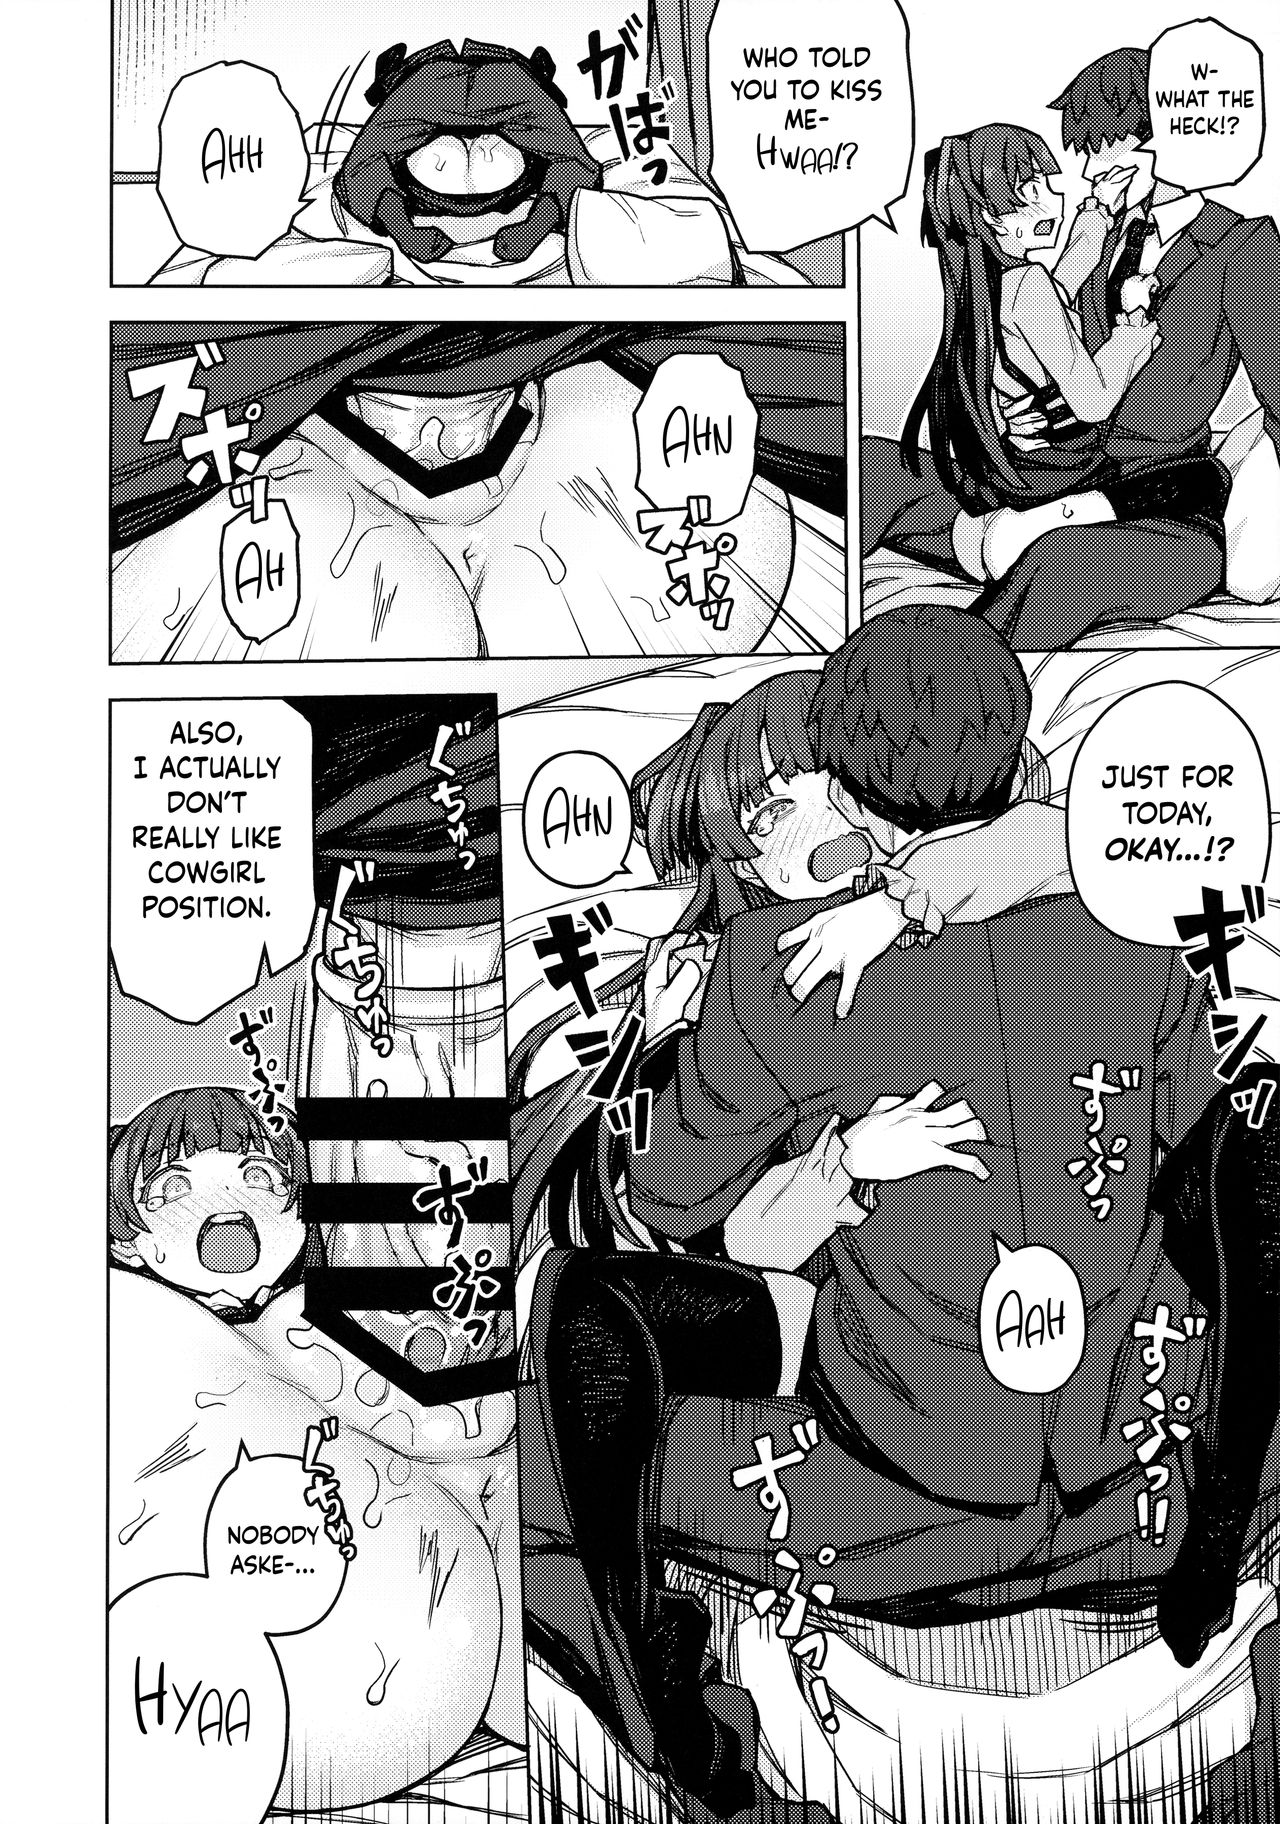 W-
WHAT THE
HECK!?
WHO TOLD
YOU TO KISS
ME-
HWAA!?
がばっ
AHH
AHN
ズポッ
ズポッ
AH
JUST FOR
TODAY,
OKAY...!?
AHN
ギシッ
ギシッ
ずぷっ
AAH
ずぷっ!!
ずぷっ!
ALSO,
I ACTUALLY
DON'T
REALLY LIKE
COWGIRL
POSITION.
ぐちゅっ
ぐちゅっ
ずぷっ
ずぷっ
ぐちゅっ
NOBODY
ASKE-...
HYAA